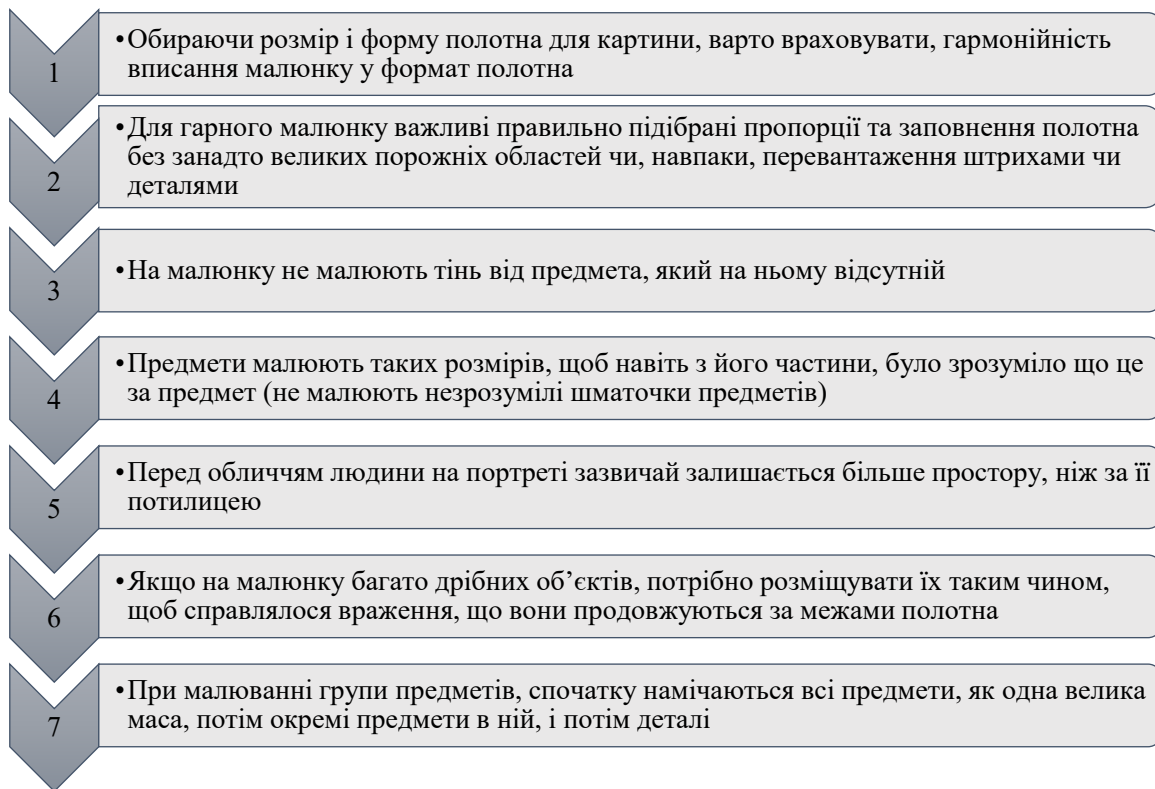 1
•Обираючи розмір і форму полотна для картини, варто враховувати, гармонійність
вписання малюнку у формат полотна
2
•Для гарного малюнку важливі правильно підібрані пропорції та заповнення полотна
без занадто великих порожніх областей чи, навпаки, перевантаження штрихами чи
деталями
3
•На малюнку не малюють тінь від предмета, який на ньому відсутній
4
•Предмети малюють таких розмірів, щоб навіть з його частини, було зрозуміло що це
за предмет (не малюють незрозумілі шматочки предметів)
5
•Перед обличчям людини на портреті зазвичай залишається більше простору, ніж за її
потилицею
6
•Якщо на малюнку багато дрібних об’єктів, потрібно розміщувати їх таким чином,
щоб справлялося враження, що вони продовжуються за межами полотна
7
•При малюванні групи предметів, спочатку намічаються всі предмети, як одна велика
маса, потім окремі предмети в ній, і потім деталі